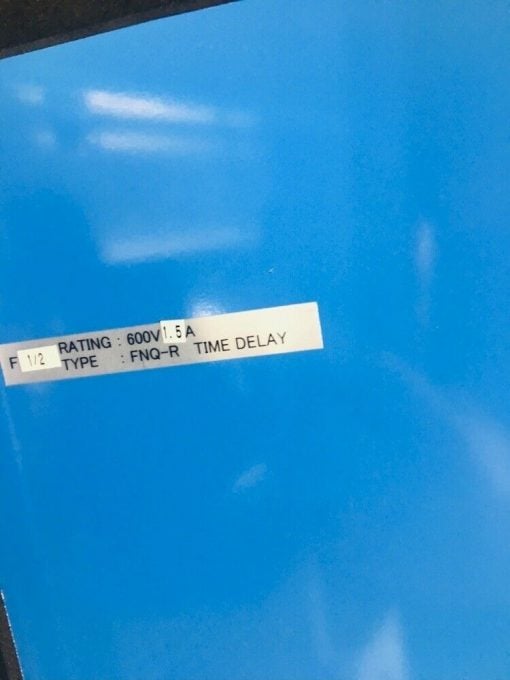 RATING : 600V 1.5A
F 1/2
TYPE : FNQ-R TIME DELAY